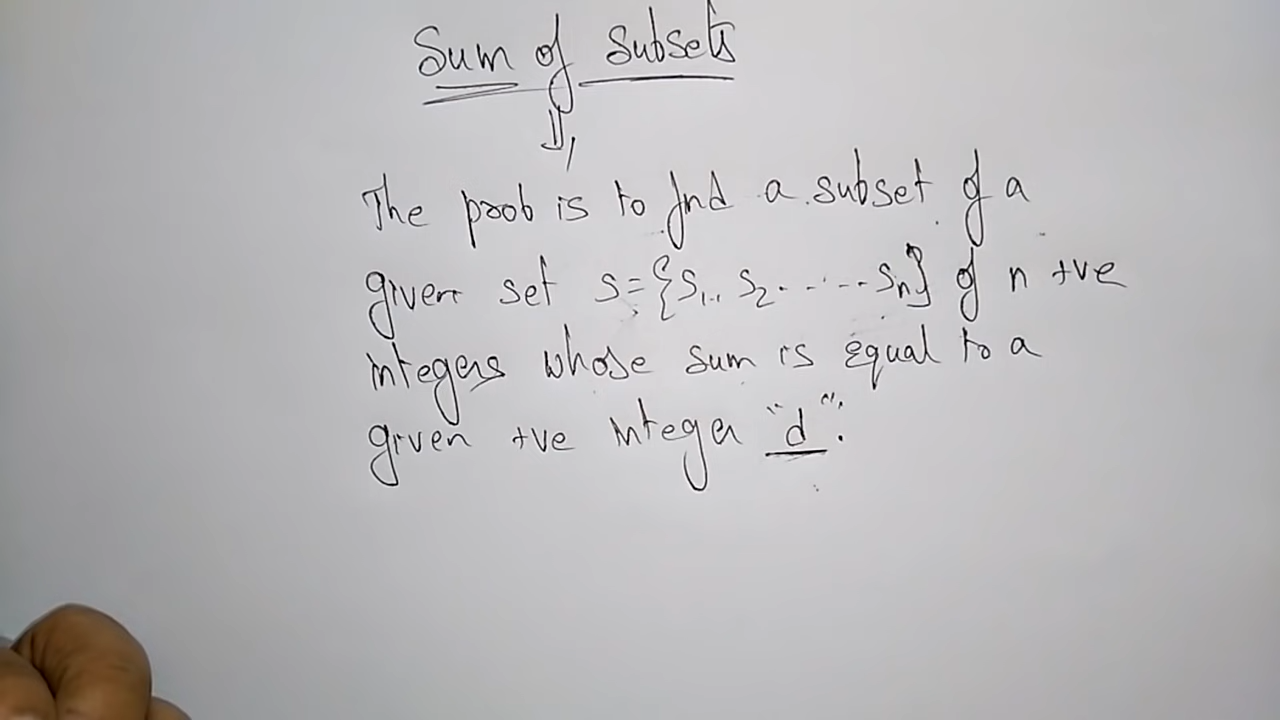 Sum of Subsets
The prob is to find a subset of a
given set S = {S1.. S2. . - . . . Sn} of n +ve
integers whose sum is equal to a
given +ve integer "d".